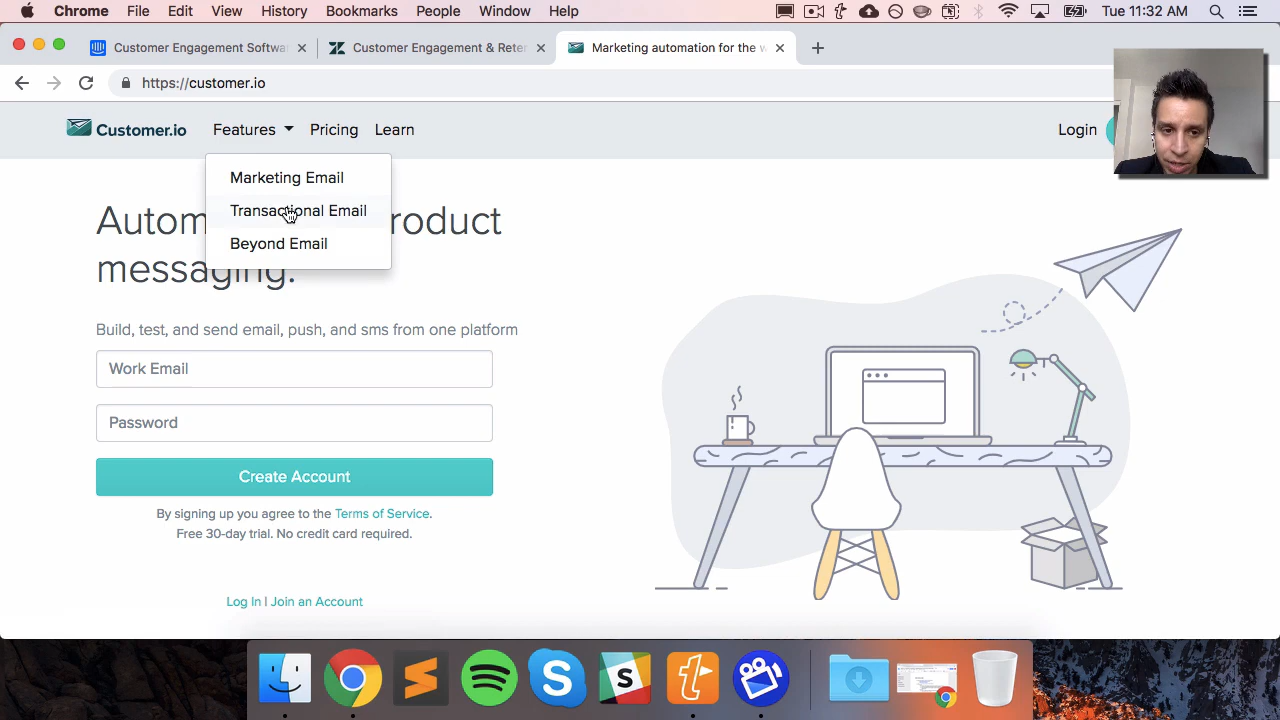 Chrome File Edit View History Bookmarks People Window Help Tue 11:32 AM
Customer Engagement Softwa
Customer Engagement & Reter
Marketing automation for the w
https://customer.io
Customer.io Features Pricing Learn Login
Marketing Email
Transactional Email
Beyond Email
Autom roduct
messaging.
Build, test, and send email, push, and sms from one platform
Work Email
Password
Create Account
By signing up you agree to the Terms of Service.
Free 30-day trial. No credit card required.
Log In | Join an Account